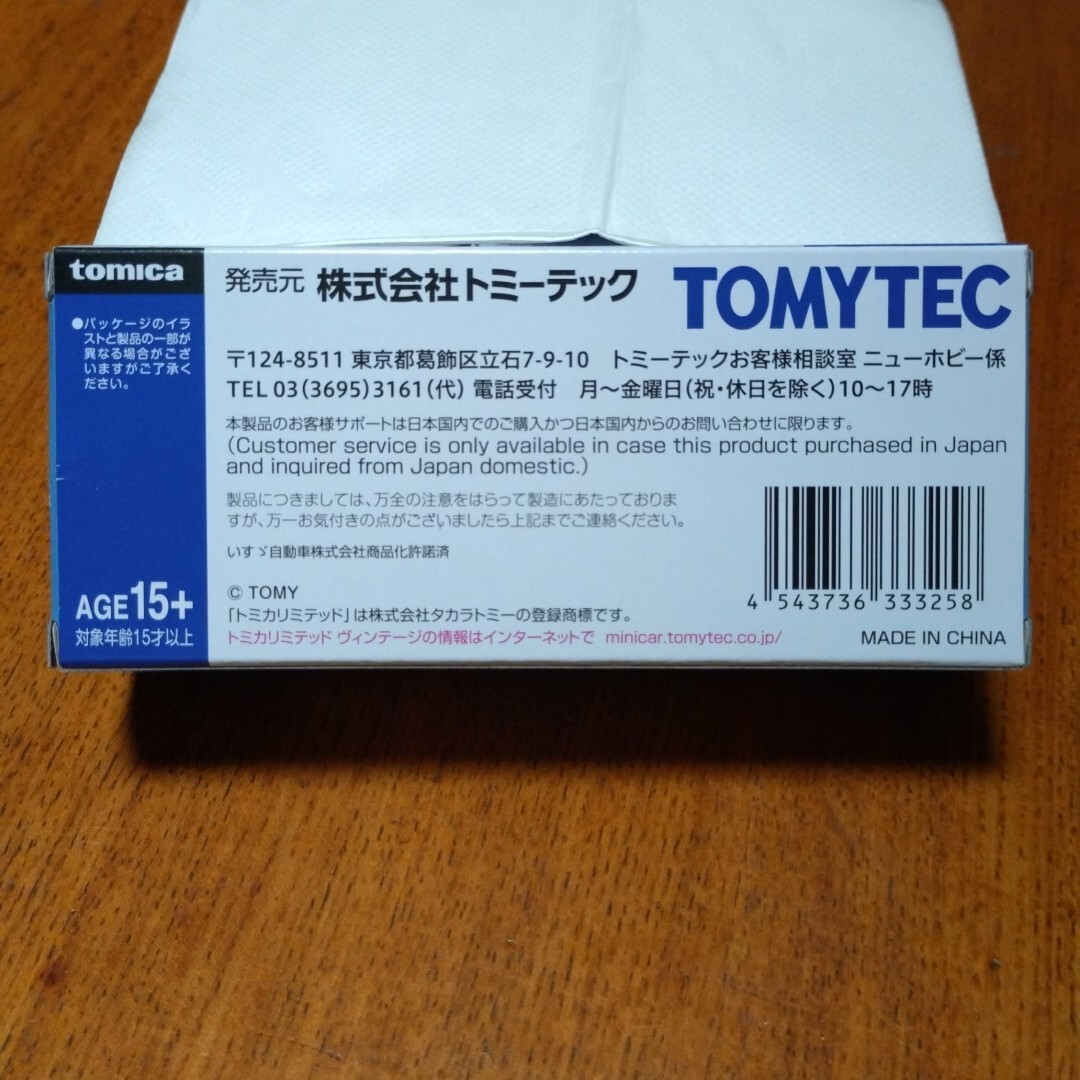 tomica
●パッケージのイラ
ストと製品の一部が
異なる場合がござ
いますがご了承く
ださい。
AGE15+
対象年齢15才以上
発売元 株式会社トミーテック TOMYTEC
〒124-8511 東京都葛飾区立石7-9-10 トミーテックお客様相談室 ニューホビー係
TEL 03(3695)3161(代) 電話受付 月〜金曜日(祝・休日を除く)10〜17時
本製品のお客様サポートは日本国内でのご購入かつ日本国内からのお問い合わせに限ります。
(Customer service is only available in case this product purchased in Japan
and inquired from Japan domestic.)
製品につきましては、万全の注意をはらって製造にあたっておりま
すが、万一お気付きの点がございましたら上記までご連絡ください。
いすゞ自動車株式会社商品化許諾済
© TOMY
「トミカリミテッド」は株式会社タカラトミーの登録商標です。
トミカリミテッド ヴィンテージの情報はインターネットで minicar.tomytec.co.jp/
4 543736 333258
MADE IN CHINA